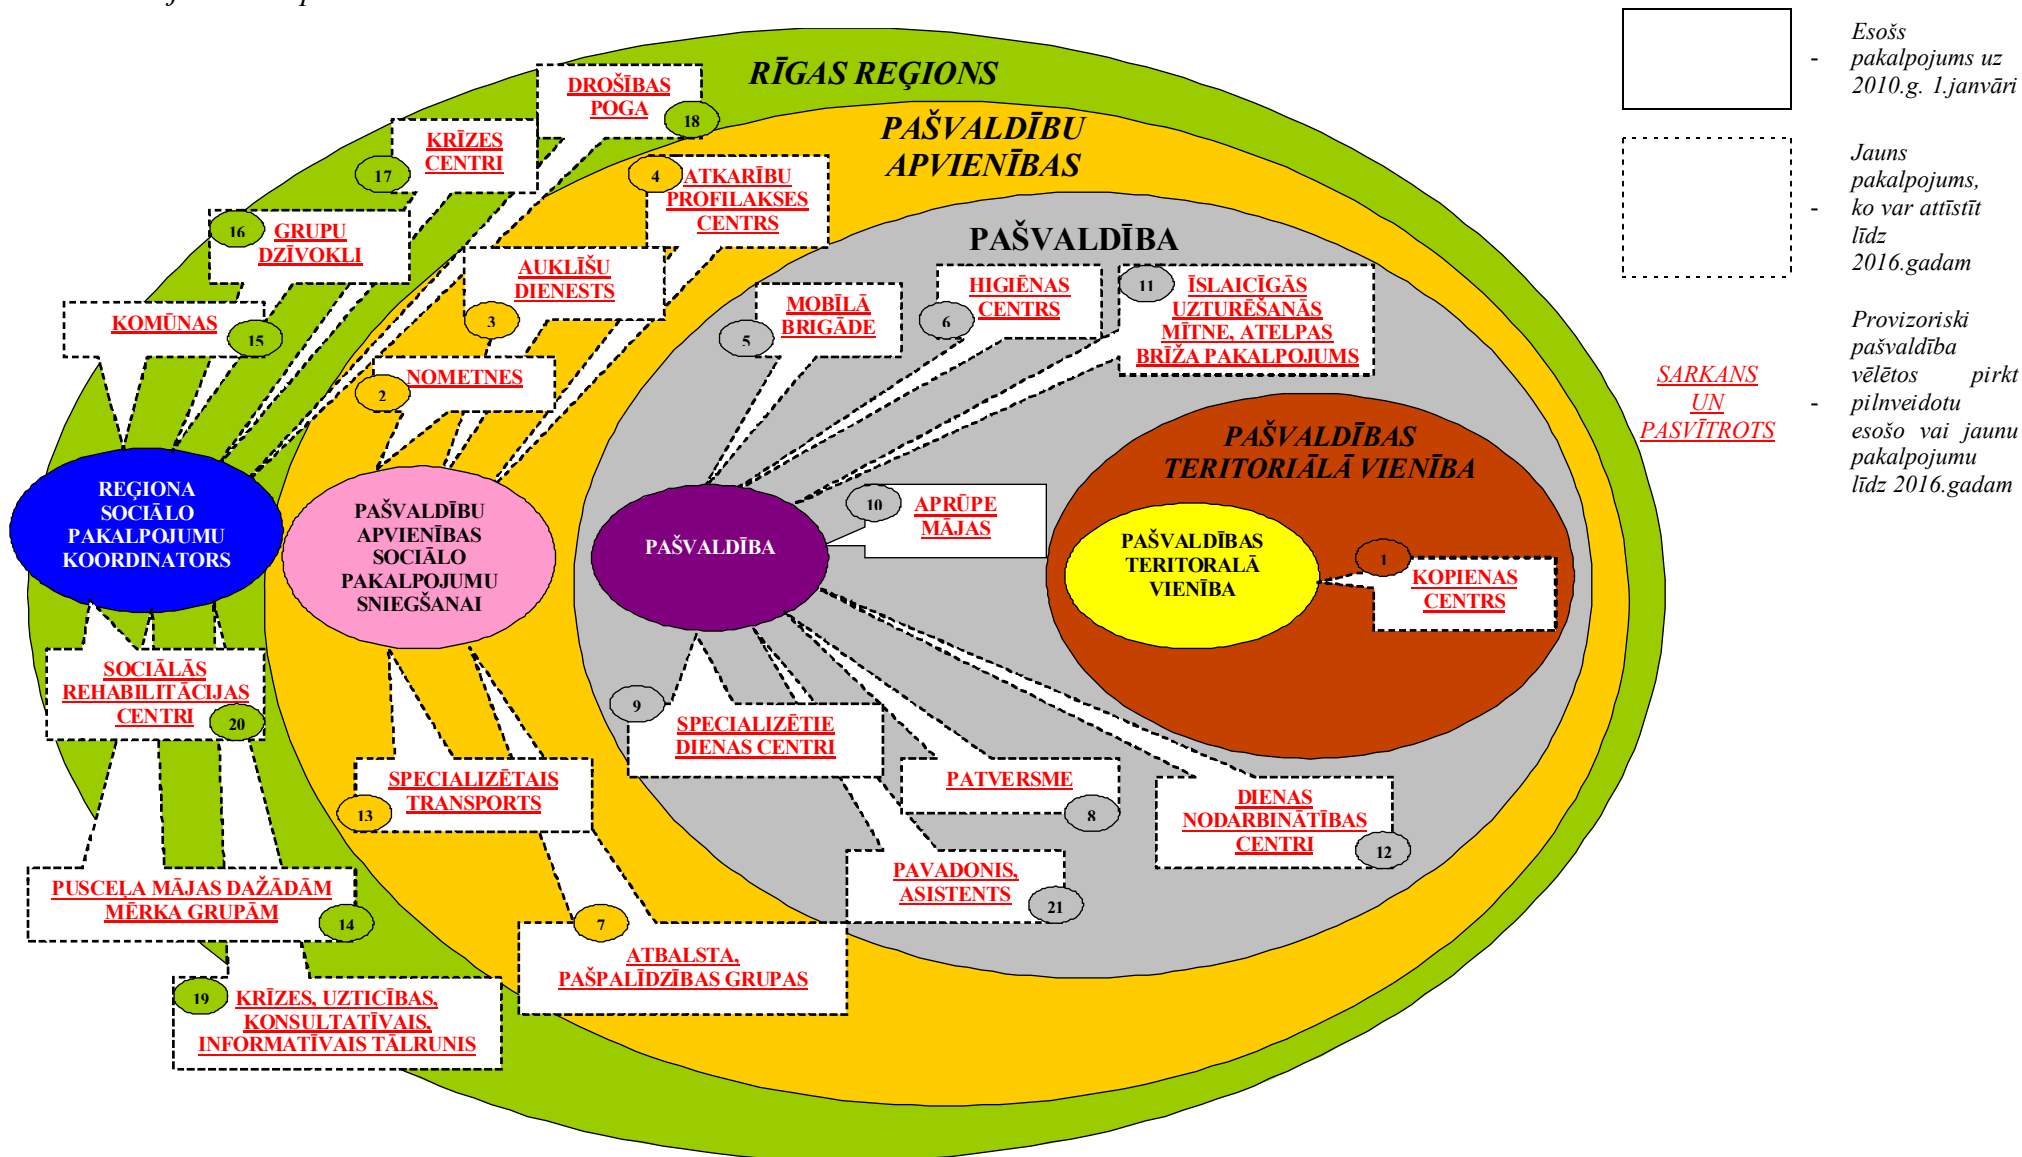 RĪGAS REĢIONS
PAŠVALDĪBU
APVIENĪBAS
PAŠVALDĪBA
PAŠVALDĪBAS
TERITORIĀLĀ VIENĪBA
DROŠĪBAS
POGA
18
KRĪZES
CENTRI
17
GRUPU
DZĪVOKLI
16
KOMŪNAS
15
4
ATKARĪBU
PROFILAKSES
CENTRS
AUKLĪŠU
DIENESTS
3
NOMETNES
2
MOBĪLĀ
BRIGĀDE
5
HIGIĒNAS
CENTRS
6
11
ĪSLAICĪGĀS
UZTURĒŠANĀS
MĪTNE, ATELPAS
BRĪŽA PAKALPOJUMS
REĢIONA
SOCIĀLO
PAKALPOJUMU
KOORDINATORS
PAŠVALDĪBU
APVIENĪBAS
SOCIĀLO
PAKALPOJUMU
SNIEGŠANAI
PAŠVALDĪBA
10
APRŪPE
MĀJAS
PAŠVALDĪBAS
TERITORALĀ
VIENĪBA
1
KOPIENAS
CENTRS
SOCIĀLĀS
REHABILITĀCIJAS
CENTRI
20
9
SPECIALIZĒTIE
DIENAS CENTRI
SPECIALIZĒTAIS
TRANSPORTS
13
PATVERSME
8
DIENAS
NODARBINĀTĪBAS
CENTRI
12
PAVADONIS,
ASISTENTS
21
PUSCEĻA MĀJAS DAŽĀDĀM
MĒRKA GRUPĀM
14
7
ATBALSTA,
PAŠPALĪDZĪBAS GRUPAS
19
KRĪZES, UZTICĪBAS,
KONSULTATĪVAIS,
INFORMATĪVAIS TĀLRUNIS
-
Esošs
pakalpojums uz
2010.g. 1.janvāri
-
Jauns
pakalpojums,
ko var attīstīt
līdz
2016.gadam
SARKANS
UN
PASVĪTROTS
-
Provizoriski
pašvaldība
vēlētos pirkt
pilnveidotu
esošo vai jaunu
pakalpojumu
līdz 2016.gadam